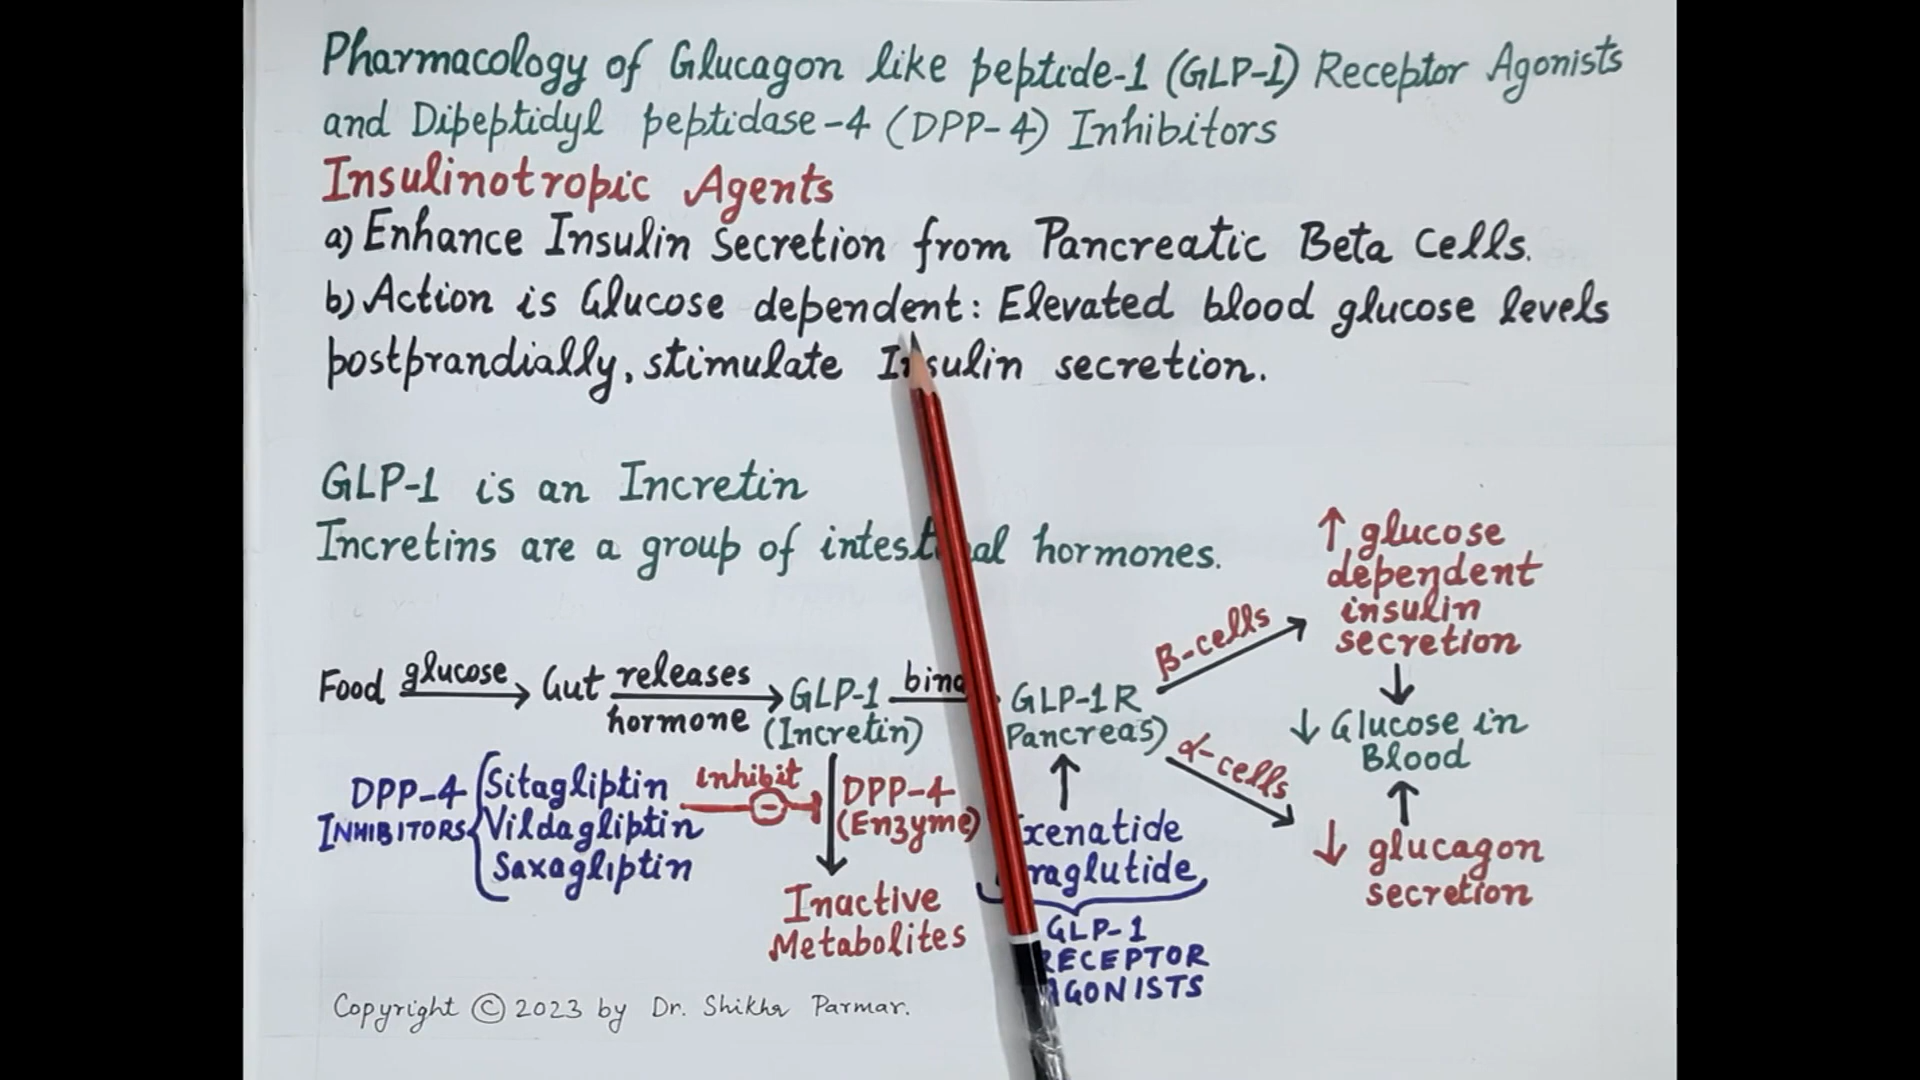 Pharmacology of Glucagon like peptide-1 (GLP-1) Receptor Agonists
and Dipeptidyl peptidase-4 (DPP-4) Inhibitors
Insulinotropic Agents
a) Enhance Insulin Secretion from Pancreatic Beta Cells.
b) Action is Glucose dependent: Elevated blood glucose levels
postprandially, stimulate Insulin secretion.
GLP-1 is an Incretin
Incretins are a group of hormones.
Food glucose → Gut releases hormone → GLP-1 (Incretin)
GLP-1R
Pancreas)
β-cells
↑ glucose
dependent
insulin
secretion
↓ Glucose in
Blood
α-cells
↓ glucagon
secretion
DPP-4
INHIBITORS
Sitagliptin
Vildagliptin
Saxagliptin
inhibit
DPP-4
(Enzyme)
Inactive
Metabolites
GLP-1
Copyright © 2023 by Dr. Shikha Parmar.